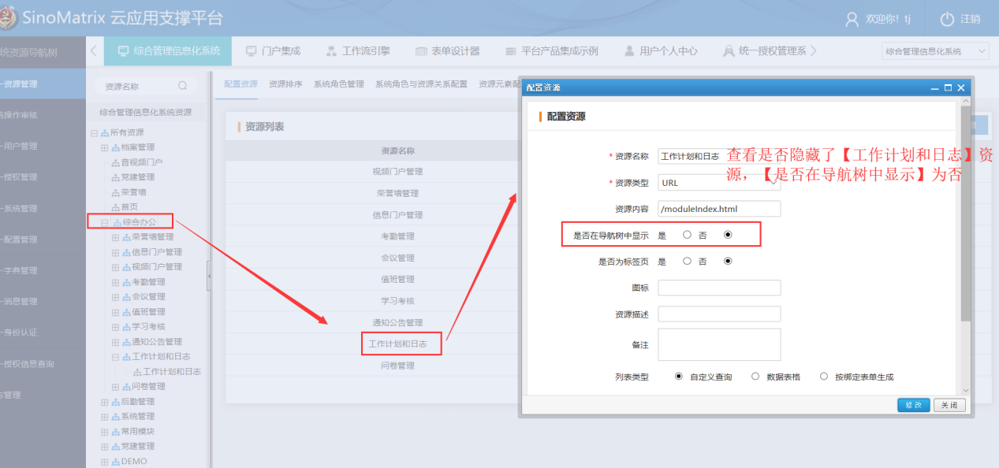 SinoMatrix 云应用支撑平台
欢迎您！tj
注销
统资源导航树
综合管理信息化系统
门户集成
工作流引擎
表单设计器
平台产品集成示例
用户个人中心
统一授权管理系
综合管理信息化系统
一资源管理
操作审核
一用户管理
一授权管理
一系统管理
一配置管理
一字典管理
一消息管理
一身份认证
一授权信息查询
管理
资源名称
综合管理信息化系统资源
所有资源
档案管理
音视频门户
党建管理
荣誉墙
首页
综合办公
荣誉墙管理
信息门户管理
视频门户管理
考勤管理
会议管理
值班管理
学习考核
通知公告管理
工作计划和日志
工作计划和日志
问卷管理
后勤管理
系统管理
常用模块
党建管理
DEMO
配置资源
资源排序
系统角色管理
系统角色与资源关系配置
资源元素配
资源列表
资源名称
视频门户管理
荣誉墙管理
信息门户管理
考勤管理
会议管理
值班管理
学习考核
通知公告管理
工作计划和日志
问卷管理
配置资源
配置资源
* 资源名称 工作计划和日志
* 资源类型 URL
资源内容 /moduleIndex.html
是否在导航树中显示 是 否
是否为标签页 是 否
图标
资源描述
备注
列表类型 自定义查询 数据表格 按绑定表单生成
修改 关闭
查看是否隐藏了【工作计划和日志】资
源，【是否在导航树中显示】为否